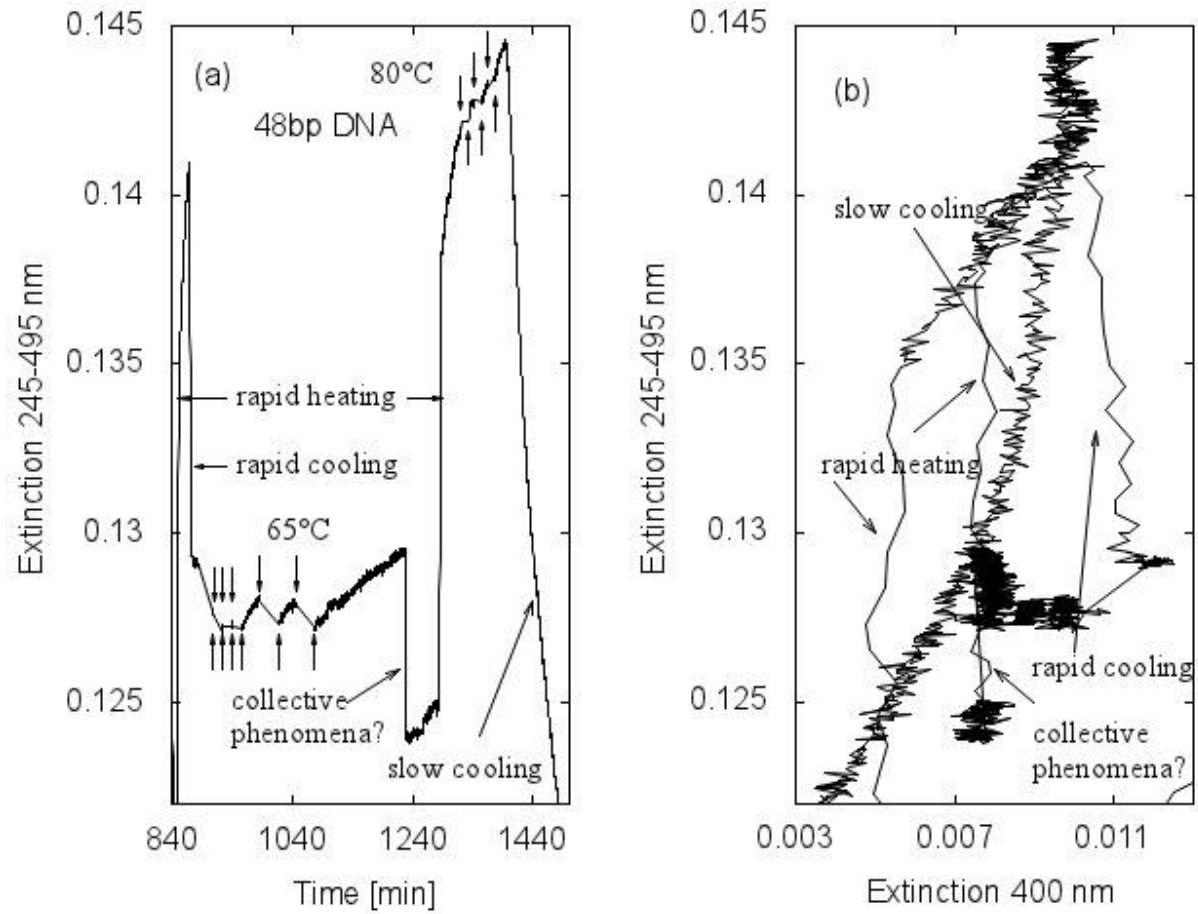 (a)
80°C
48bp DNA
rapid heating
rapid cooling
65°C
collective
phenomena?
slow cooling
0.145
0.14
0.135
0.13
0.125
840
1040
1240
1440
Extinction 245-495 nm
Time [min]
(b)
slow cooling
rapid heating
rapid cooling
collective
phenomena?
0.145
0.14
0.135
0.13
0.125
0.003
0.007
0.011
Extinction 245-495 nm
Extinction 400 nm